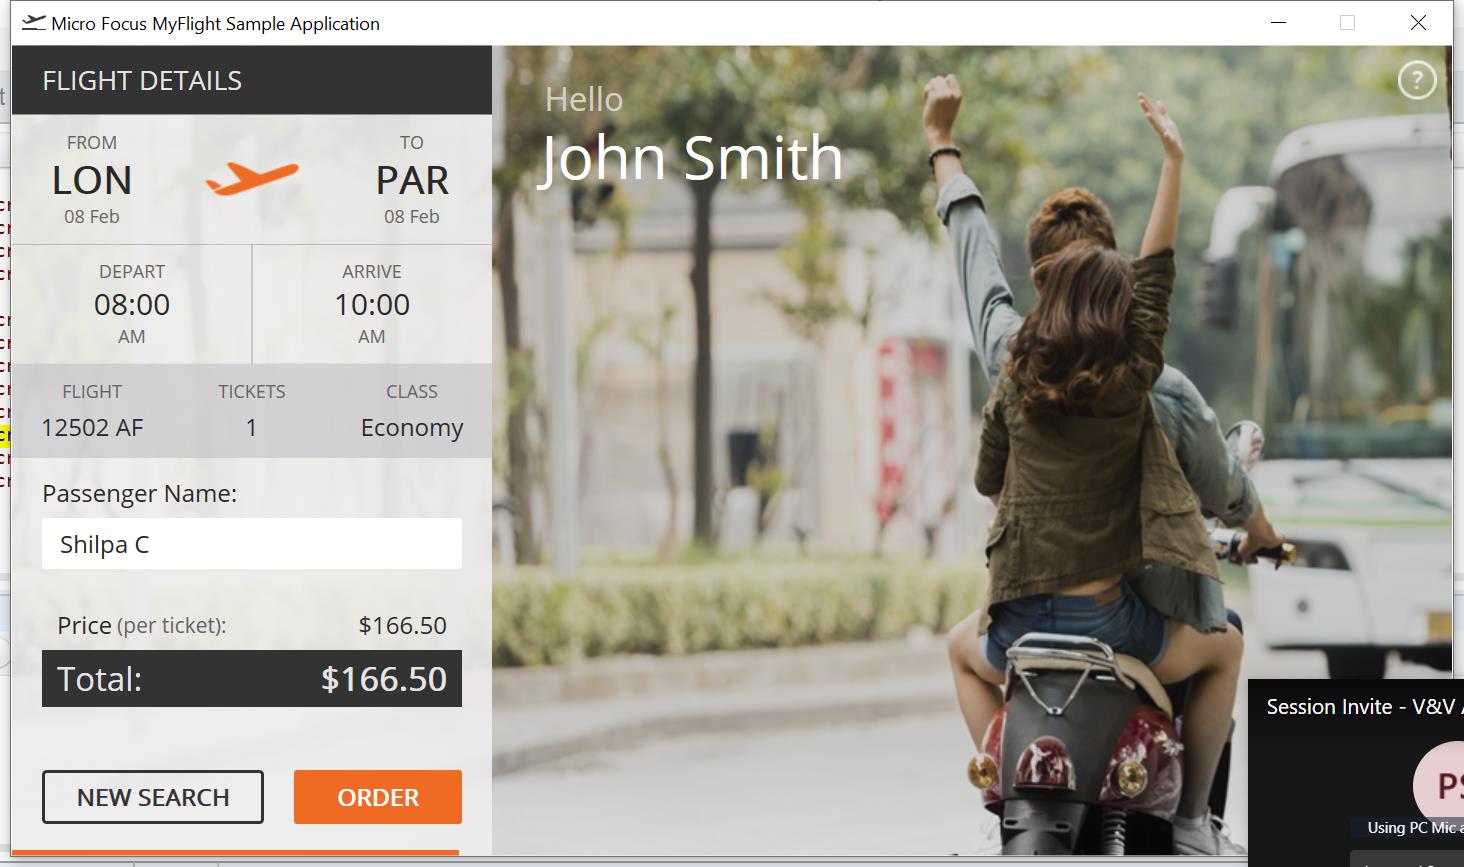 Micro Focus MyFlight Sample Application
FLIGHT DETAILS
FROM
TO
LON
PAR
08 Feb
08 Feb
DEPART
ARRIVE
08:00
10:00
AM
AM
FLIGHT
TICKETS
CLASS
12502 AF
1
Economy
Passenger Name:
Shilpa C
Price (per ticket): $166.50
Total: $166.50
NEW SEARCH
ORDER
Hello
John Smith
?
Session Invite - V&V
PS
Using PC Mic a